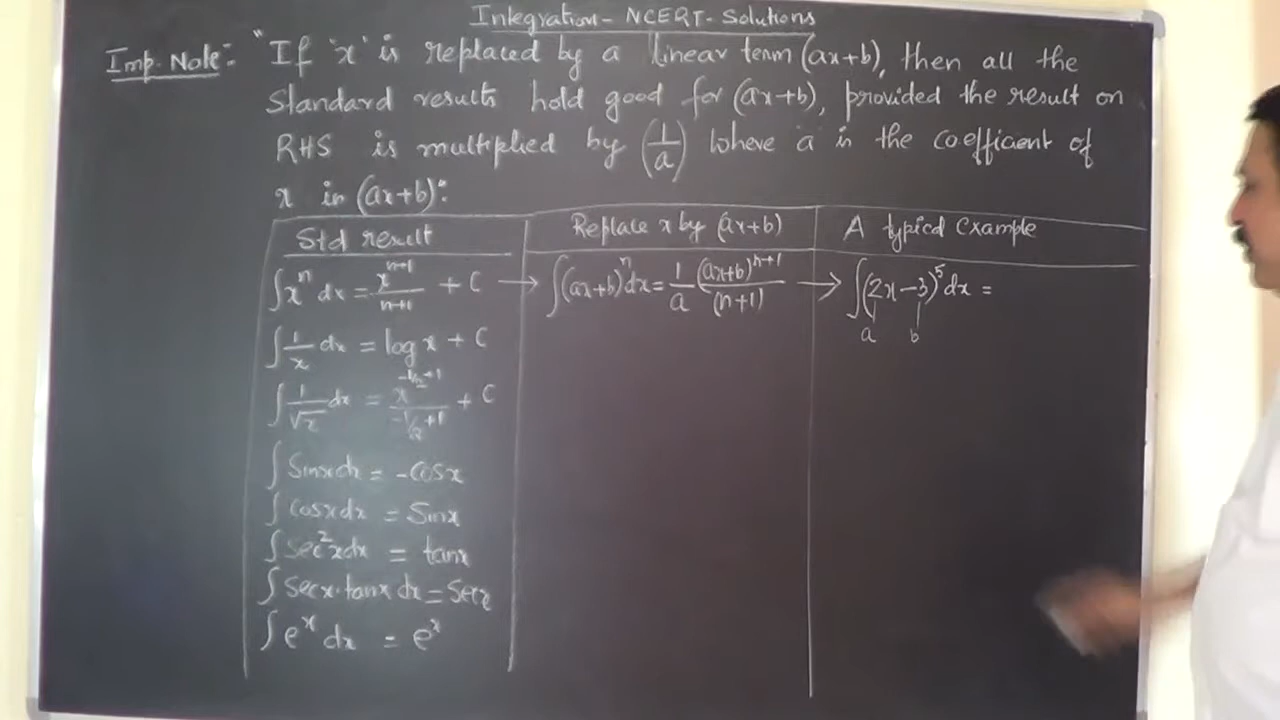 Integration - NCERT - Solutions
Imp. Note: "If 'x' is replaced by a linear term (ax+b), then all the
Standard results hold good for (ax+b), provided the result on
RHS is multiplied by (1/a) where a is the coefficient of
x in (ax+b)":
Std result | Replace x by (ax+b) | A typical Example
∫xⁿ dx = xⁿ⁺¹/n+1 + C → ∫(ax+b)ⁿ dx = 1/a (ax+b)ⁿ⁺¹/(n+1) → ∫(2x-3)⁵ dx =
a b
∫1/x dx = log x + C
∫1/√x dx = x^(-1/2+1)/(-1/2+1) + C
∫Sinx dx = -Cosx
∫Cosx dx = Sinx
∫Sec²x dx = tanx
∫Secx·tanx dx = Secx
∫eˣ dx = eˣ